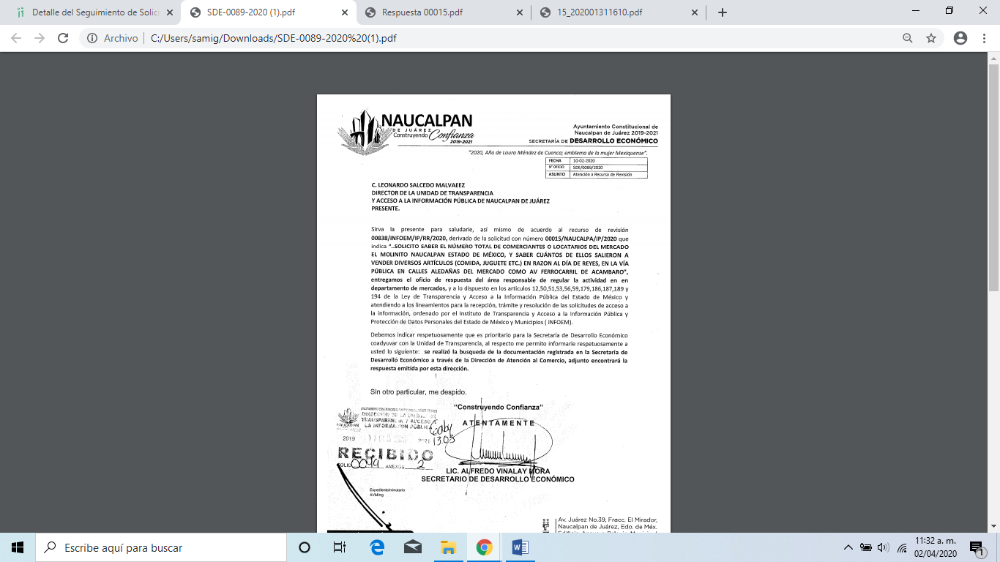 Detalle del Seguimiento de Solici
SDE-0089-2020 (1).pdf
Respuesta 00015.pdf
15_202001311610.pdf
Archivo
C:/Users/samig/Downloads/SDE-0089-2020%20(1).pdf
NAUCALPAN
DE JUÁREZ
Construyendo Confianza
2019-2021
Ayuntamiento Constitucional de
Naucalpan de Juárez 2019-2021
SECRETARÍA DE DESARROLLO ECONÓMICO
"2020, Año de Laura Méndez de Cuenca; emblema de la mujer Mexiquense".
FECHA 10-02-2020
N° OFICIO SDE/0089/2020
ASUNTO Atención a Recurso de Revisión
C. LEONARDO SALCEDO MALVAEEZ
DIRECTOR DE LA UNIDAD DE TRANSPARENCIA
Y ACCESO A LA INFORMACIÓN PÚBLICA DE NAUCALPAN DE JUÁREZ
PRESENTE.
Sirva la presente para saludarle, así mismo de acuerdo al recurso de revisión
00838/INFOEM/IP/RR/2020, derivado de la solicitud con número 00015/NAUCALPA/IP/2020 que
indica "..SOLICITO SABER EL NÚMERO TOTAL DE COMERCIANTES O LOCATARIOS DEL MERCADO
EL MOLINITO NAUCALPAN ESTADO DE MÉXICO, Y SABER CUÁNTOS DE ELLOS SALIERON A
VENDER DIVERSOS ARTÍCULOS (COMIDA, JUGUETE ETC.) EN RAZON AL DÍA DE REYES, EN LA VÍA
PÚBLICA EN CALLES ALEDAÑAS DEL MERCADO COMO AV FERROCARRIL DE ACAMBARO",
entregamos el oficio de respuesta del área responsable de regular la actividad en en
departamento de mercados, y a lo dispuesto en los artículos 12,50,51,53,56,59,179,186,187,189 y
194 de la Ley de Transparencia y Acceso a la Información Pública del Estado de México y
atendiendo a los lineamientos para la recepción, trámite y resolución de las solicitudes de acceso a
la información, ordenado por el Instituto de Transparencia y Acceso a la Información Pública y
Protección de Datos Personales del Estado de México y Municipios ( INFOEM).
Debemos indicar respetuosamente que es prioritario para la Secretaría de Desarrollo Económico
coadyuvar con la Unidad de Transparencia, al respecto me permito informarle respetuosamente a
usted lo siguiente: se realizó la busqueda de la documentación registrada en la Secretaría de
Desarrollo Económico a través de la Dirección de Atención al Comercio, adjunto encontrará la
respuesta emitida por esta dirección.
Sin otro particular, me despido.
"Construyendo Confianza"
ATENTAMENTE
DIRECCIÓN DE LA UNIDAD DE
TRANSPARENCIA Y ACCESO A
LA INFORMACIÓN PÚBLICA
NAUCALPAN
Gaby
13:03
2019
2020
2021
RECIBIDO
FOLIO 0099 ANEXOS 2
LIC. ALFREDO VINALAY MORA
SECRETARIO DE DESARROLLO ECONÓMICO
Expediente/minutario
AVM/rrg
Av. Juárez No.39, Fracc. El Mirador,
Naucalpan de Juárez, Edo. de Méx.
Escribe aquí para buscar
11:32 a. m.
02/04/2020
1